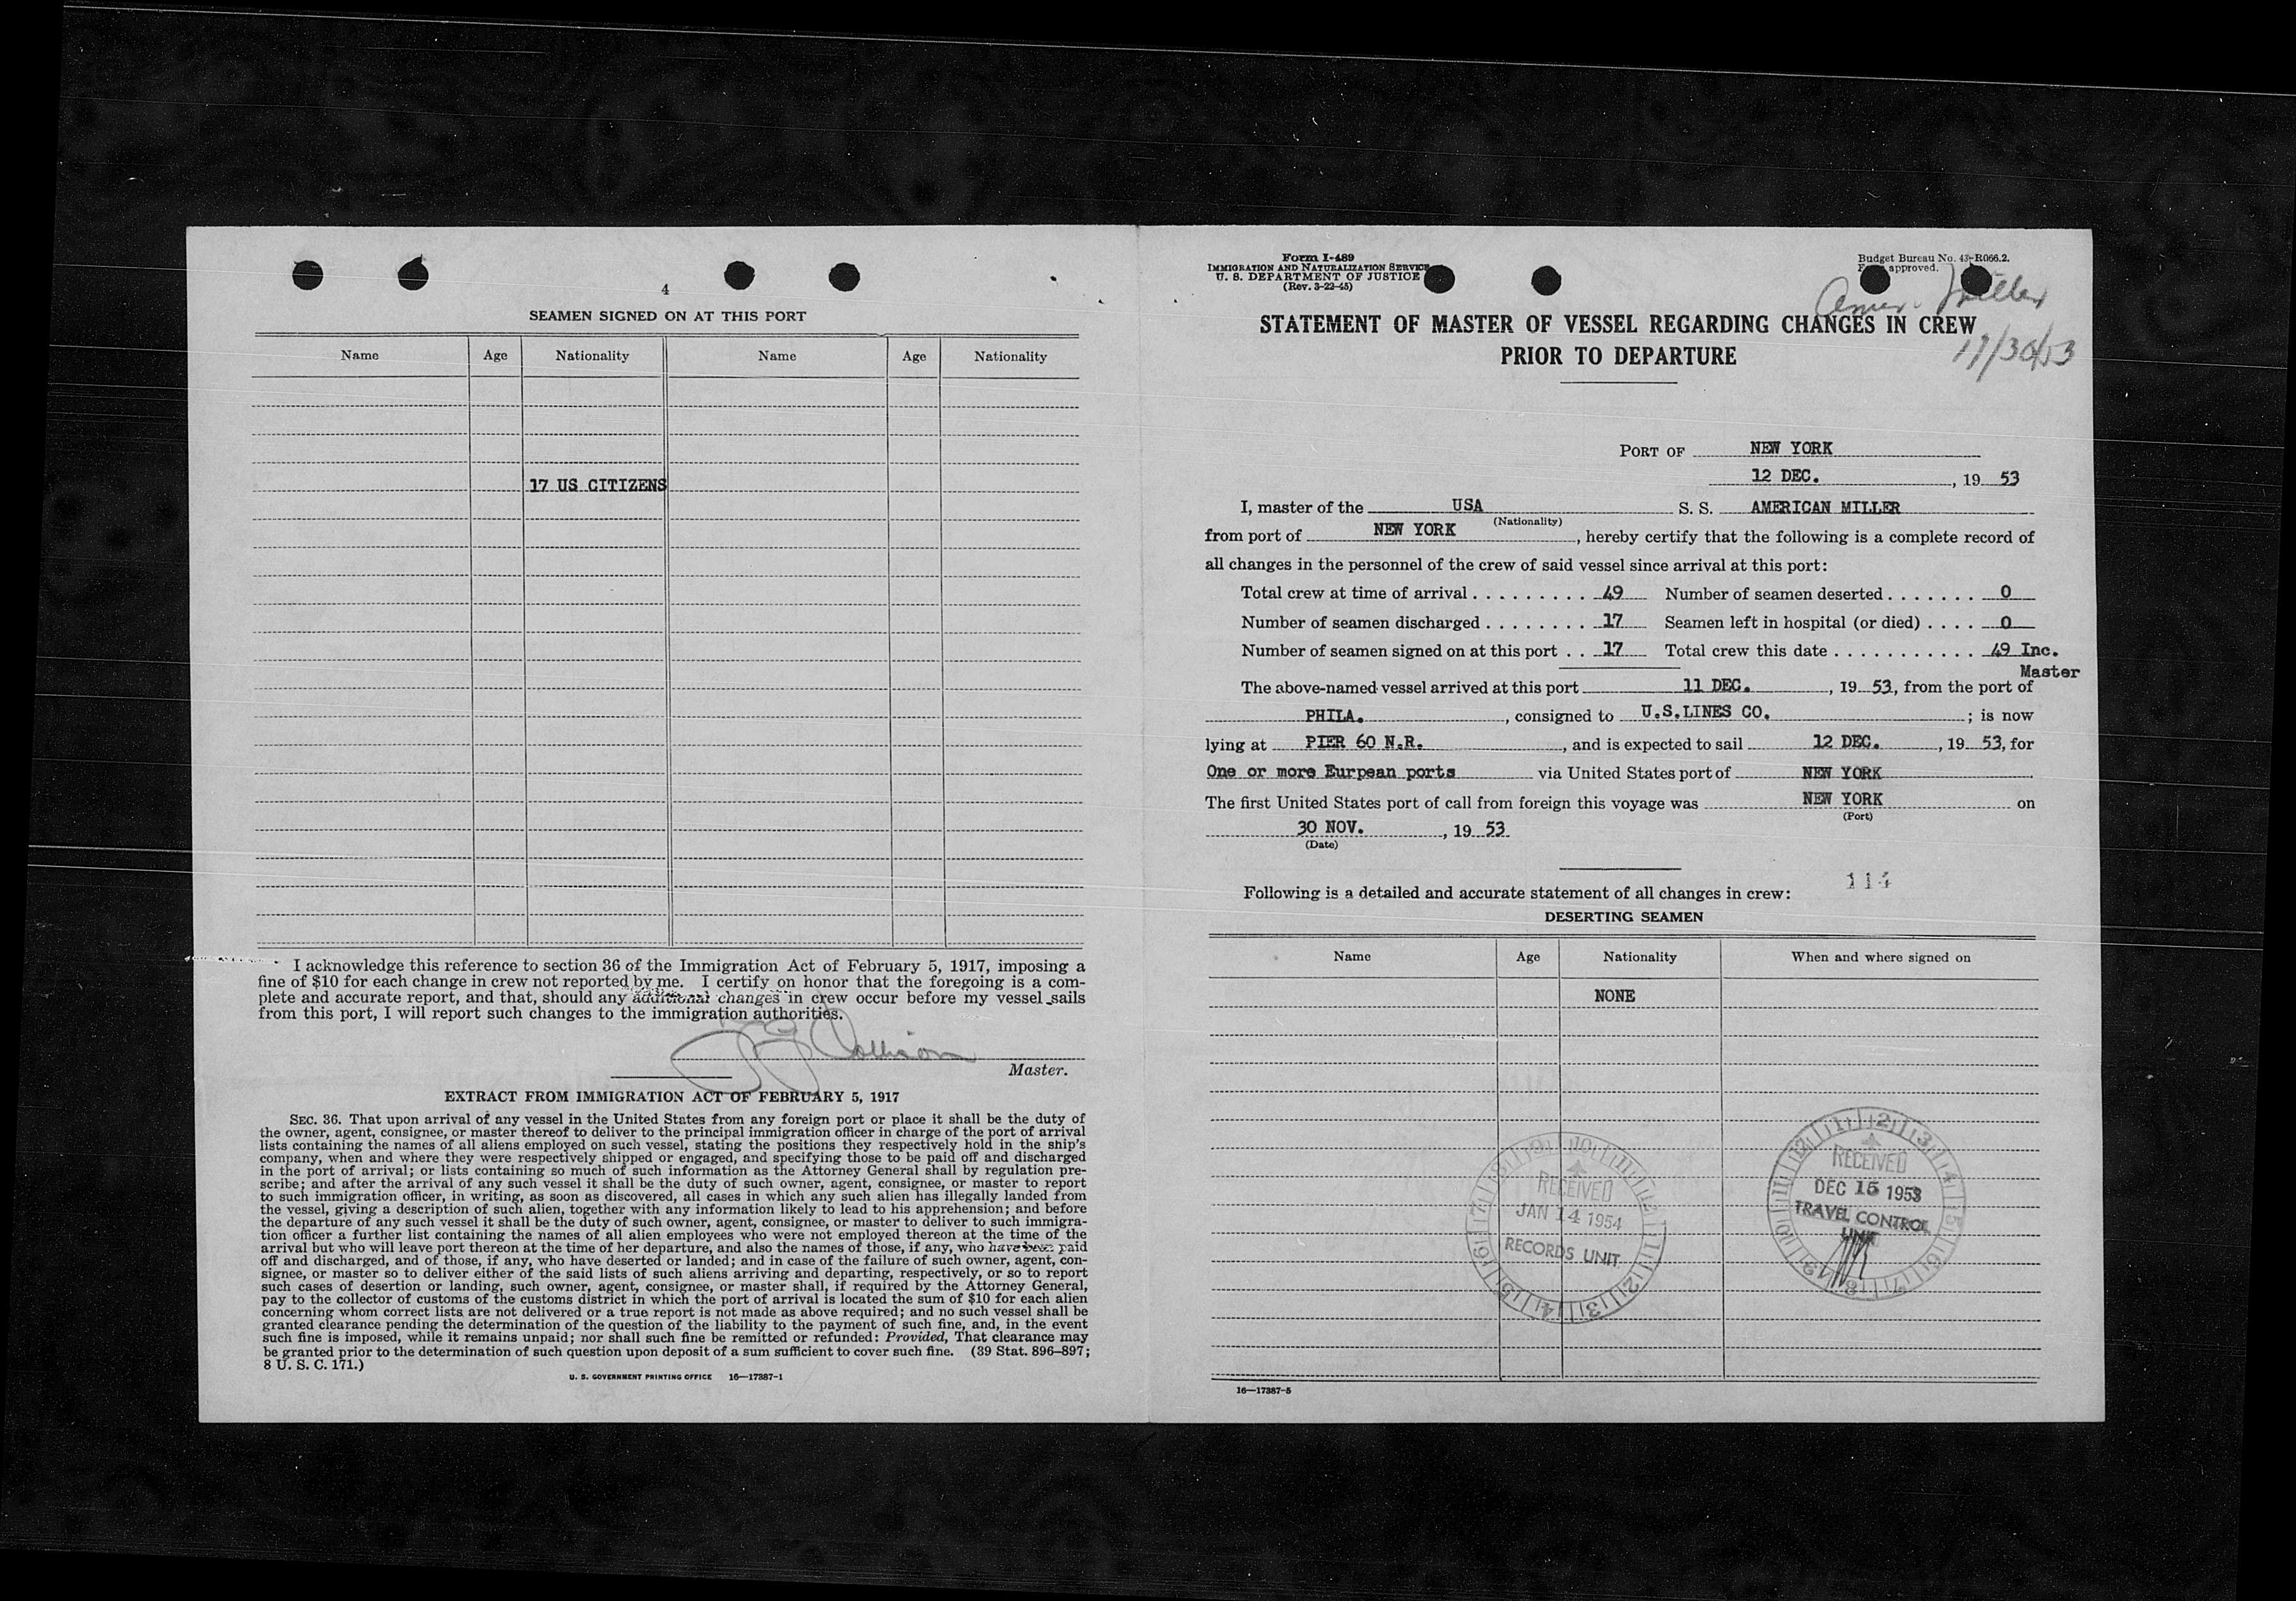 4
SEAMEN SIGNED ON AT THIS PORT
Name Age Nationality Name Age Nationality
17 US CITIZENS
I acknowledge this reference to section 36 of the Immigration Act of February 5, 1917, imposing a
fine of $10 for each change in crew not reported by me. I certify on honor that the foregoing is a com-
plete and accurate report, and that, should any additional changes in crew occur before my vessel sails
from this port, I will report such changes to the immigration authorities.
Master.
EXTRACT FROM IMMIGRATION ACT OF FEBRUARY 5, 1917
SEC. 36. That upon arrival of any vessel in the United States from any foreign port or place it shall be the duty of
the owner, agent, consignee, or master thereof to deliver to the principal immigration officer in charge of the port of arrival
lists containing the names of all aliens employed on such vessel, stating the positions they respectively hold in the ship's
company, when and where they were respectively shipped or engaged, and specifying those to be paid off and discharged
in the port of arrival; or lists containing so much of such information as the Attorney General shall by regulation pre-
scribe; and after the arrival of any such vessel it shall be the duty of such owner, agent, consignee, or master to report
to such immigration officer, in writing, as soon as discovered, all cases in which any such alien has illegally landed from
the vessel, giving a description of such alien, together with any information likely to lead to his apprehension; and before
the departure of any such vessel it shall be the duty of such owner, agent, consignee, or master to deliver to such immigra-
tion officer a further list containing the names of all alien employees who were not employed thereon at the time of the
arrival but who will leave port thereon at the time of her departure, and also the names of those, if any, who have been paid
off and discharged, and of those, if any, who have deserted or landed; and in case of the failure of such owner, agent, con-
signee, or master so to deliver either of the said lists of such aliens arriving and departing, respectively, or so to report
such cases of desertion or landing, such owner, agent, consignee, or master shall, if required by the Attorney General,
pay to the collector of customs of the customs district in which the port of arrival is located the sum of $10 for each alien
concerning whom correct lists are not delivered or a true report is not made as above required; and no such vessel shall be
granted clearance pending the determination of the question of the liability to the payment of such fine, and, in the event
such fine is imposed, while it remains unpaid; nor shall such fine be remitted or refunded: Provided, That clearance may
be granted prior to the determination of such question upon deposit of a sum sufficient to cover such fine. (39 Stat. 896–897;
8 U. S. C. 171.)
U. S. GOVERNMENT PRINTING OFFICE 16—17387-1
Form I-489
IMMIGRATION AND NATURALIZATION SERVICE
U. S. DEPARTMENT OF JUSTICE
(Rev. 3-22-45)
Budget Bureau No. 43-R066.2.
approved.
Amer. Miller
11/30/53
STATEMENT OF MASTER OF VESSEL REGARDING CHANGES IN CREW
PRIOR TO DEPARTURE
PORT OF NEW YORK
12 DEC. , 19 53
I, master of the USA S. S. AMERICAN MILLER
(Nationality)
from port of NEW YORK , hereby certify that the following is a complete record of
all changes in the personnel of the crew of said vessel since arrival at this port:
Total crew at time of arrival . . . . . . . . . 49 Number of seamen deserted . . . . . . . 0
Number of seamen discharged . . . . . . . . 17 Seamen left in hospital (or died) . . . . 0
Number of seamen signed on at this port . . 17 Total crew this date . . . . . . . . . . . 49 Inc.
Master
The above-named vessel arrived at this port 11 DEC. , 19 53, from the port of
PHILA. , consigned to U.S.LINES CO. ; is now
lying at PIER 60 N.R. , and is expected to sail 12 DEC. , 19 53, for
One or more Eurpean ports via United States port of NEW YORK
The first United States port of call from foreign this voyage was NEW YORK on
(Port)
30 NOV. , 19 53
(Date)
114
Following is a detailed and accurate statement of all changes in crew:
DESERTING SEAMEN
Name Age Nationality When and where signed on
NONE
RECEIVED
JAN 14 1954
RECORDS UNIT
RECEIVED
DEC 15 1953
TRAVEL CONTROL
UNIT
16—17387-5